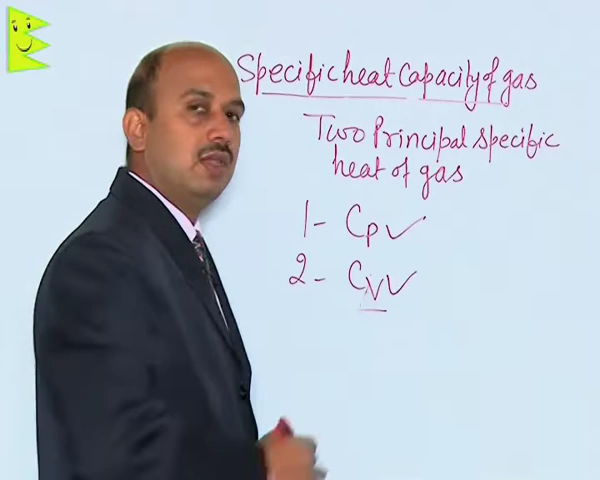 Specific heat Capacity of gas
Two Principal specific
heat of gas
1- Cp ✓
2- Cv ✓